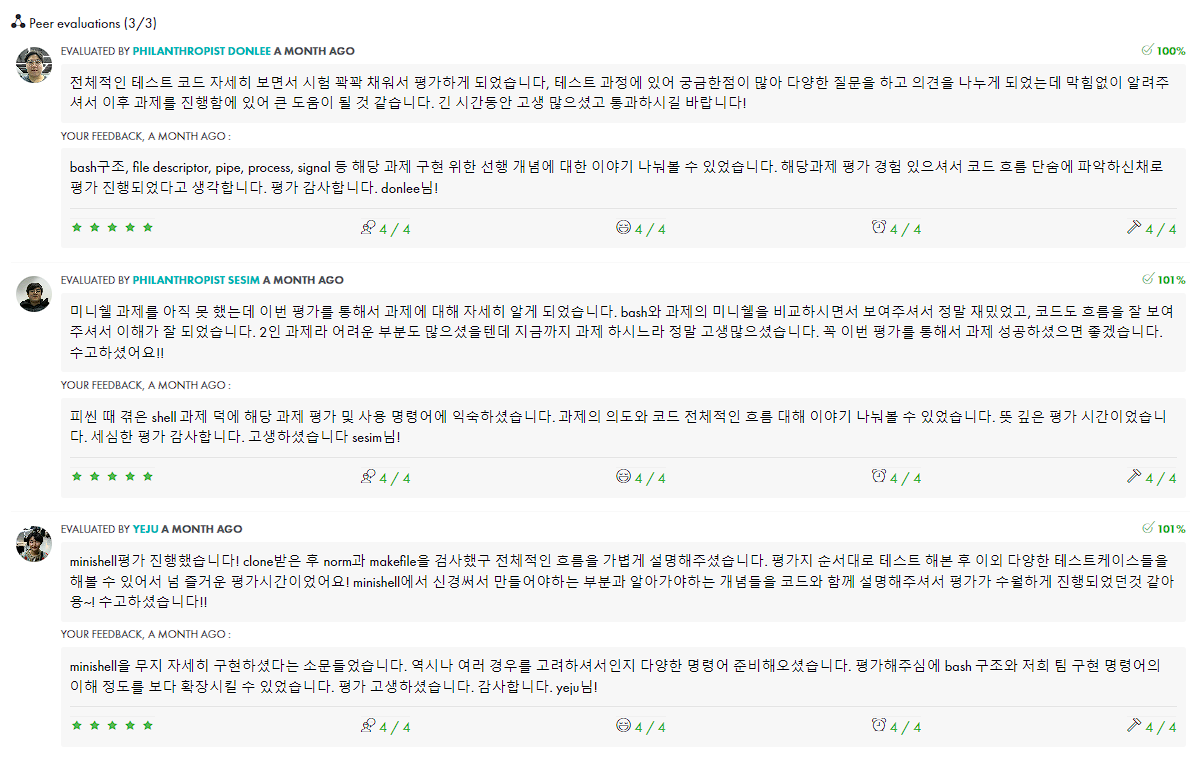 Peer evaluations (3/3)
EVALUATED BY PHILANTHROPIST DONLEE A MONTH AGO
100%
전체적인 테스트 코드 자세히 보면서 시험 꽉꽉 채워서 평가하게 되었습니다, 테스트 과정에 있어 궁금한점이 많아 다양한 질문을 하고 의견을 나누게 되었는데 막힘없이 알려주
셔서 이후 과제를 진행함에 있어 큰 도움이 될 것 같습니다. 긴 시간동안 고생 많으셨고 통과하시길 바랍니다!
YOUR FEEDBACK, A MONTH AGO :
bash구조, file descriptor, pipe, process, signal 등 해당 과제 구현 위한 선행 개념에 대한 이야기 나눠볼 수 있었습니다. 해당과제 평가 경험 있으셔서 코드 흐름 단숨에 파악하신채로
평가 진행되었다고 생각합니다. 평가 감사합니다. donlee님!
4 / 4
4 / 4
4 / 4
4 / 4
EVALUATED BY PHILANTHROPIST SESIM A MONTH AGO
101%
미니쉘 과제를 아직 못 했는데 이번 평가를 통해서 과제에 대해 자세히 알게 되었습니다. bash와 과제의 미니쉘을 비교하시면서 보여주셔서 정말 재밌었고, 코드도 흐름을 잘 보여
주셔서 이해가 잘 되었습니다. 2인 과제라 어려운 부분도 많으셨을텐데 지금까지 과제 하시느라 정말 고생많으셨습니다. 꼭 이번 평가를 통해서 과제 성공하셨으면 좋겠습니다.
수고하셨어요!!
YOUR FEEDBACK, A MONTH AGO :
피씬 때 겪은 shell 과제 덕에 해당 과제 평가 및 사용 명령어에 익숙하셨습니다. 과제의 의도와 코드 전체적인 흐름 대해 이야기 나눠볼 수 있었습니다. 뜻 깊은 평가 시간이었습니
다. 세심한 평가 감사합니다. 고생하셨습니다 sesim님!
4 / 4
4 / 4
4 / 4
4 / 4
EVALUATED BY YEJU A MONTH AGO
101%
minishell평가 진행했습니다! clone받은 후 norm과 makefile을 검사했구 전체적인 흐름을 가볍게 설명해주셨습니다. 평가지 순서대로 테스트 해본 후 이외 다양한 테스트케이스들을
해볼 수 있어서 넘 즐거운 평가시간이었어요! minishell에서 신경써서 만들어야하는 부분과 알아가야하는 개념들을 코드와 함께 설명해주셔서 평가가 수월하게 진행되었던것 같아
용~! 수고하셨습니다!!
YOUR FEEDBACK, A MONTH AGO :
minishell을 무지 자세히 구현하셨다는 소문들었습니다. 역시나 여러 경우를 고려하셔서인지 다양한 명령어 준비해오셨습니다. 평가해주심에 bash 구조와 저희 팀 구현 명령어의
이해 정도를 보다 확장시킬 수 있었습니다. 평가 고생하셨습니다. 감사합니다. yeju님!
4 / 4
4 / 4
4 / 4
4 / 4